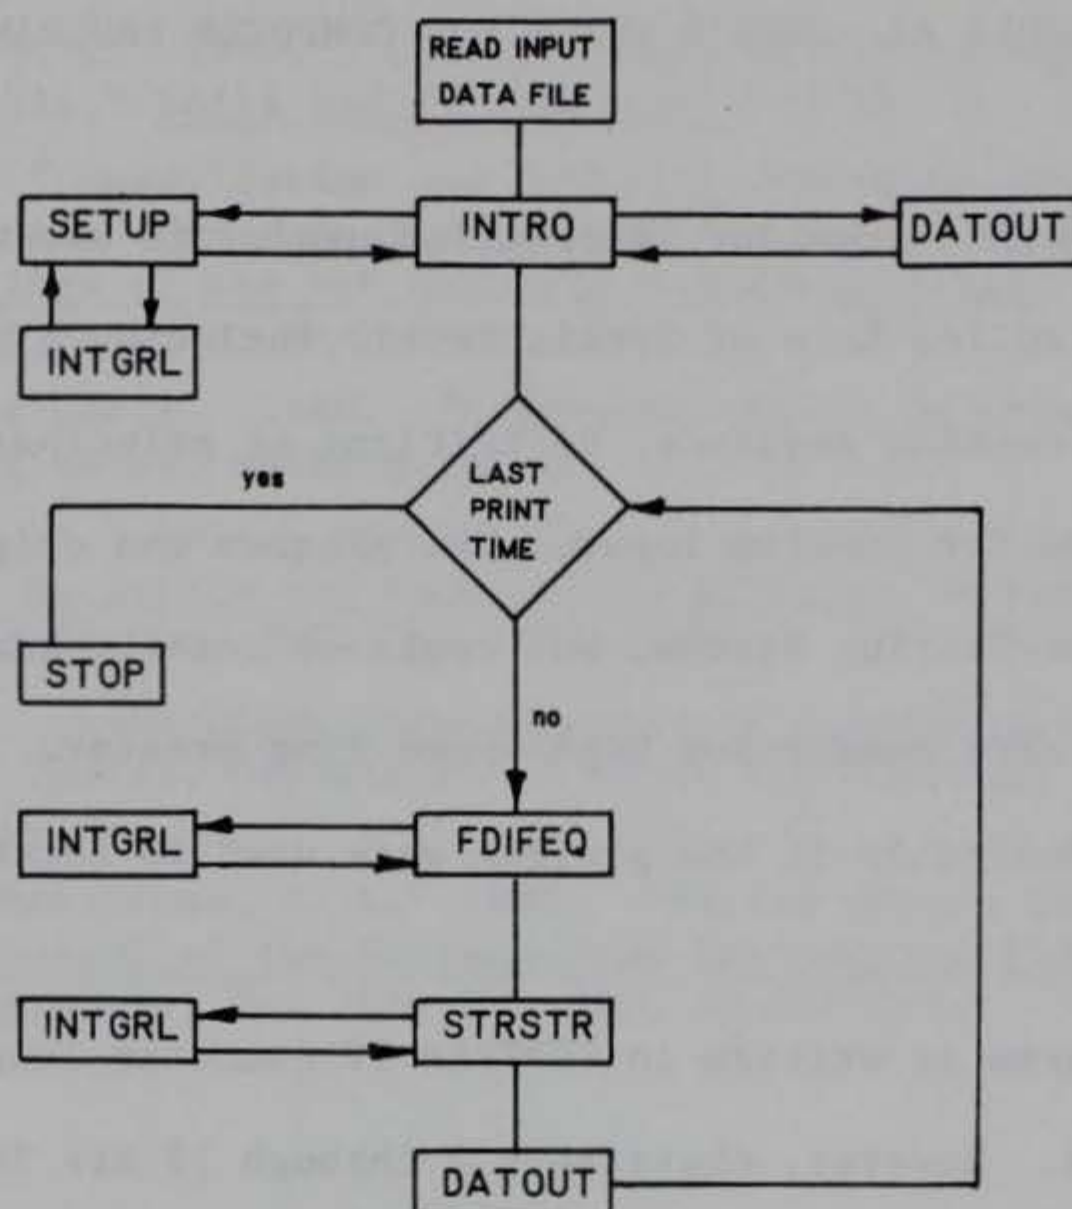 READ INPUT
DATA FILE
SETUP
INTRO
DATOUT
INTGRL
LAST
PRINT
TIME
yes
STOP
no
INTGRL
FDIFEQ
INTGRL
STRSTR
DATOUT